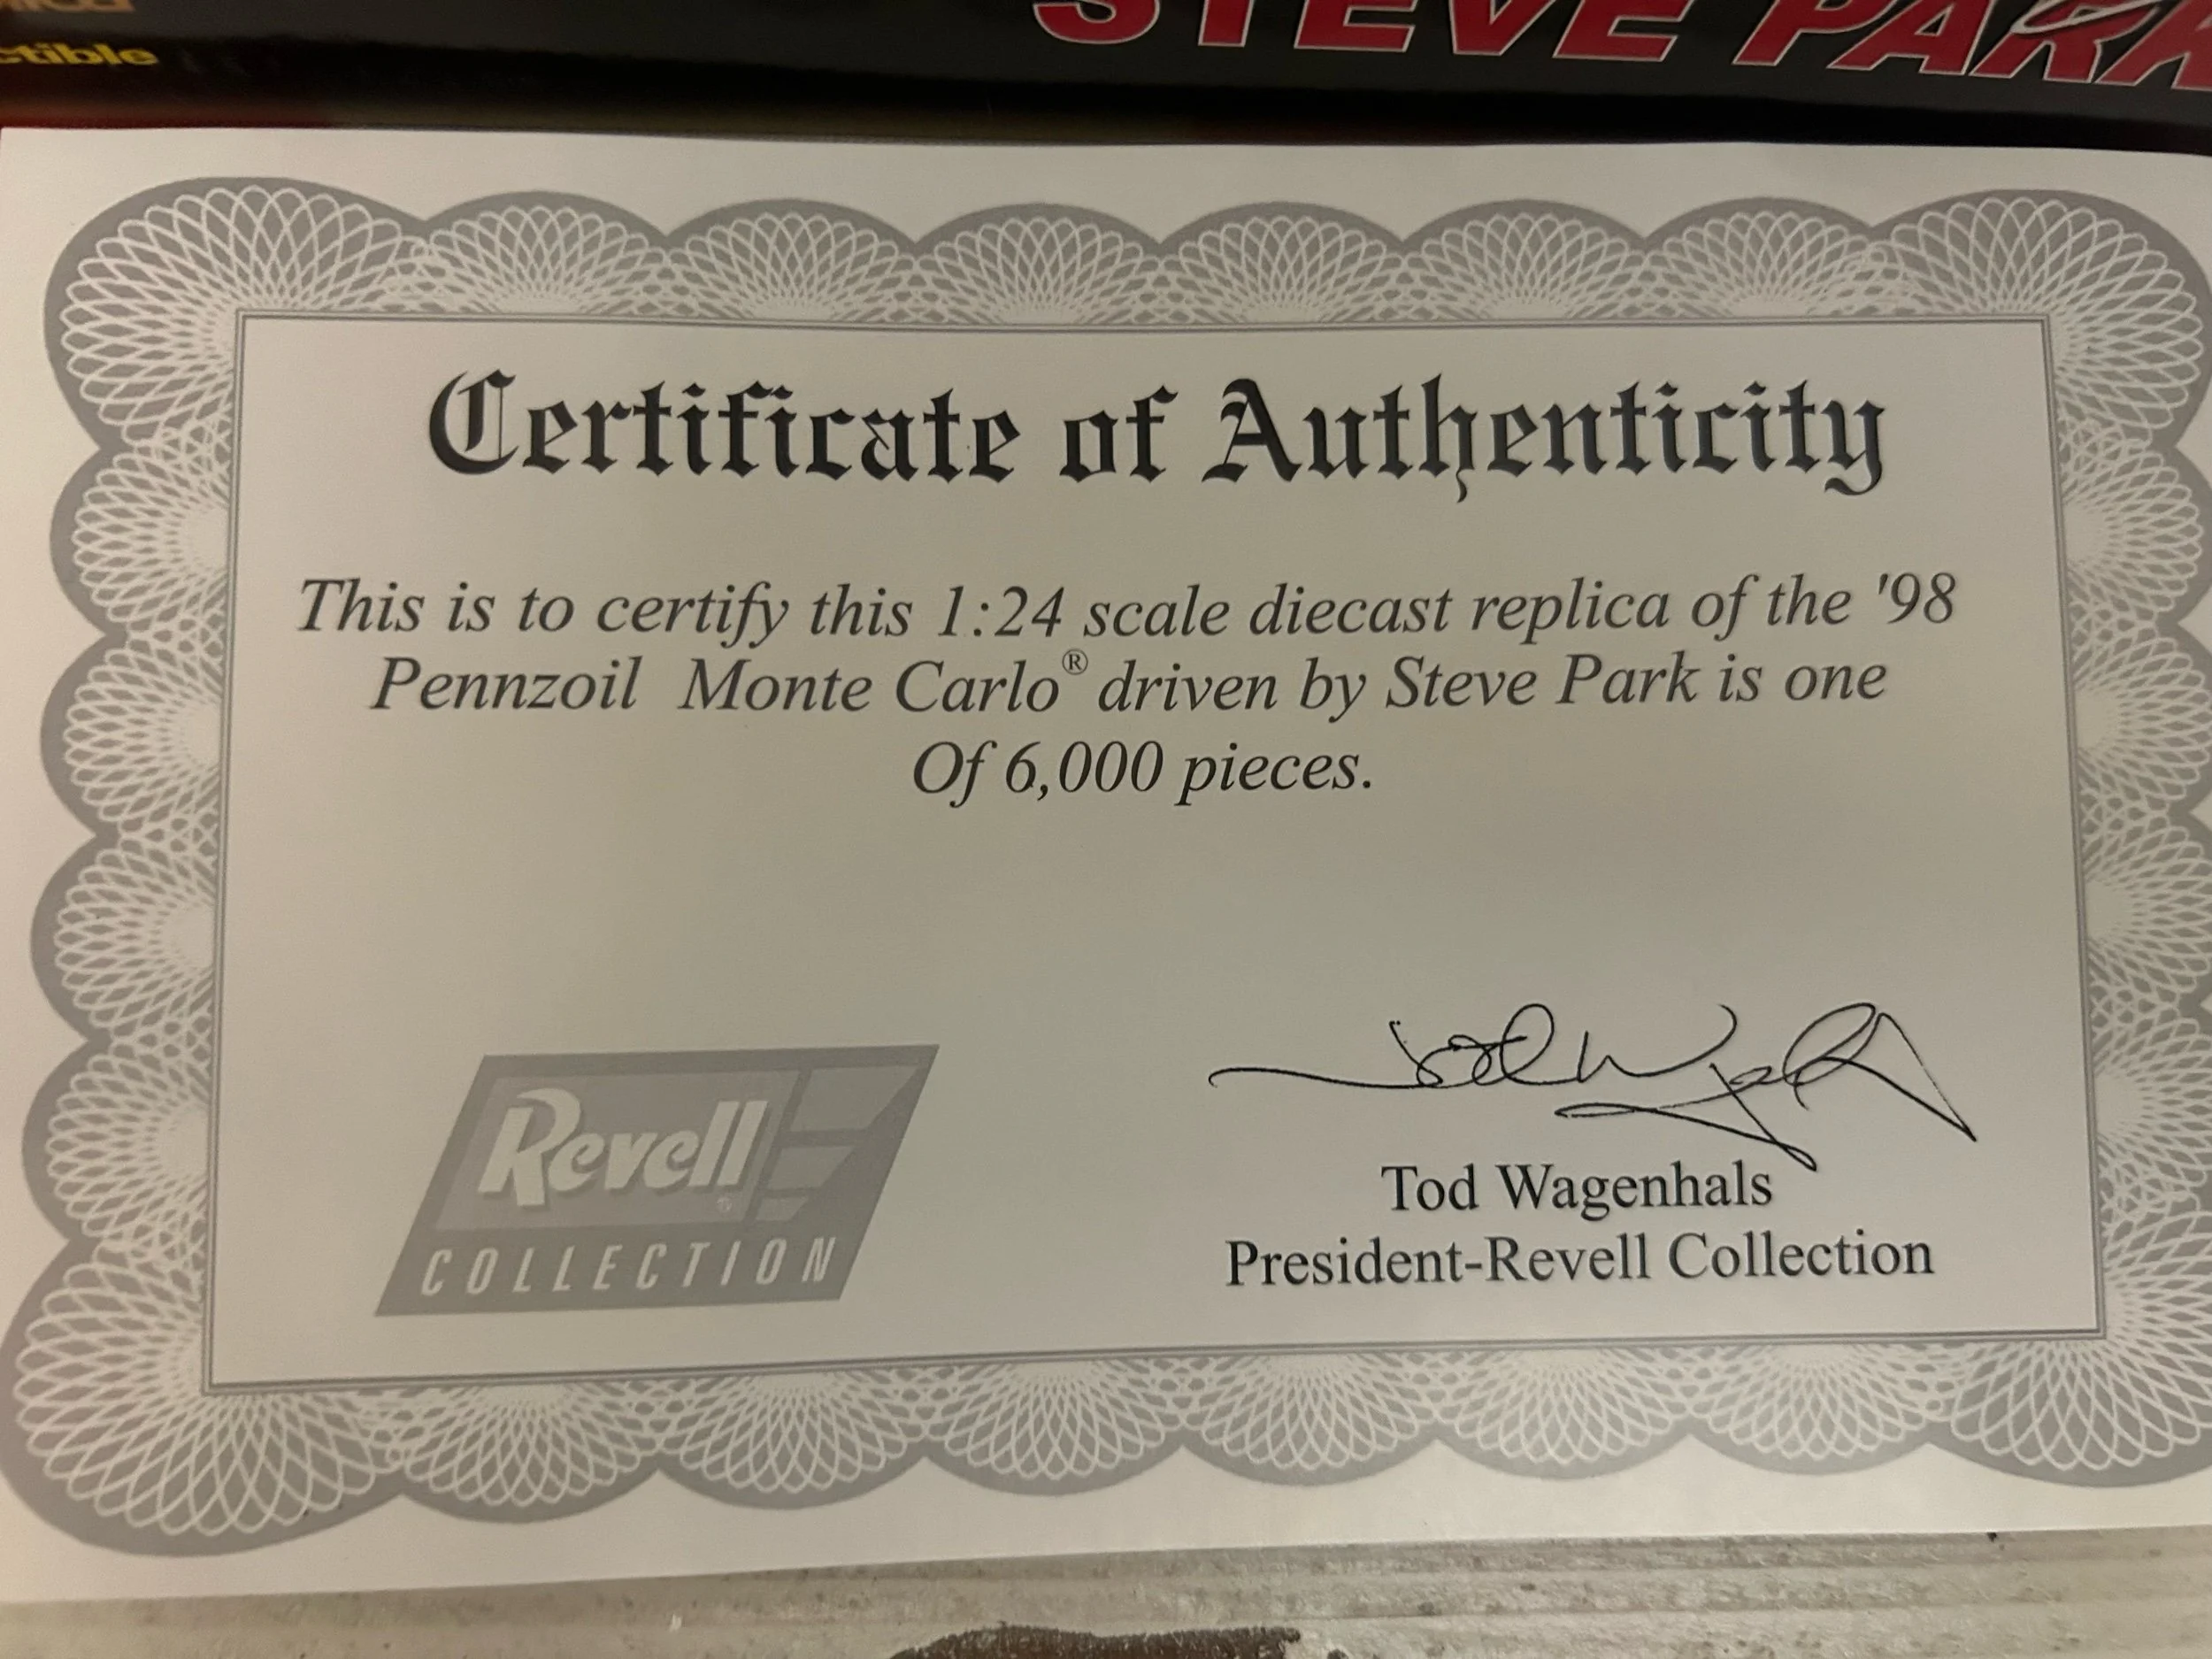 ctible
STEVE PARK
Certificate of Authenticity
This is to certify this 1:24 scale diecast replica of the '98
Pennzoil Monte Carlo® driven by Steve Park is one
Of 6,000 pieces.
Revell®
COLLECTION
Tod Wagenhals
President-Revell Collection